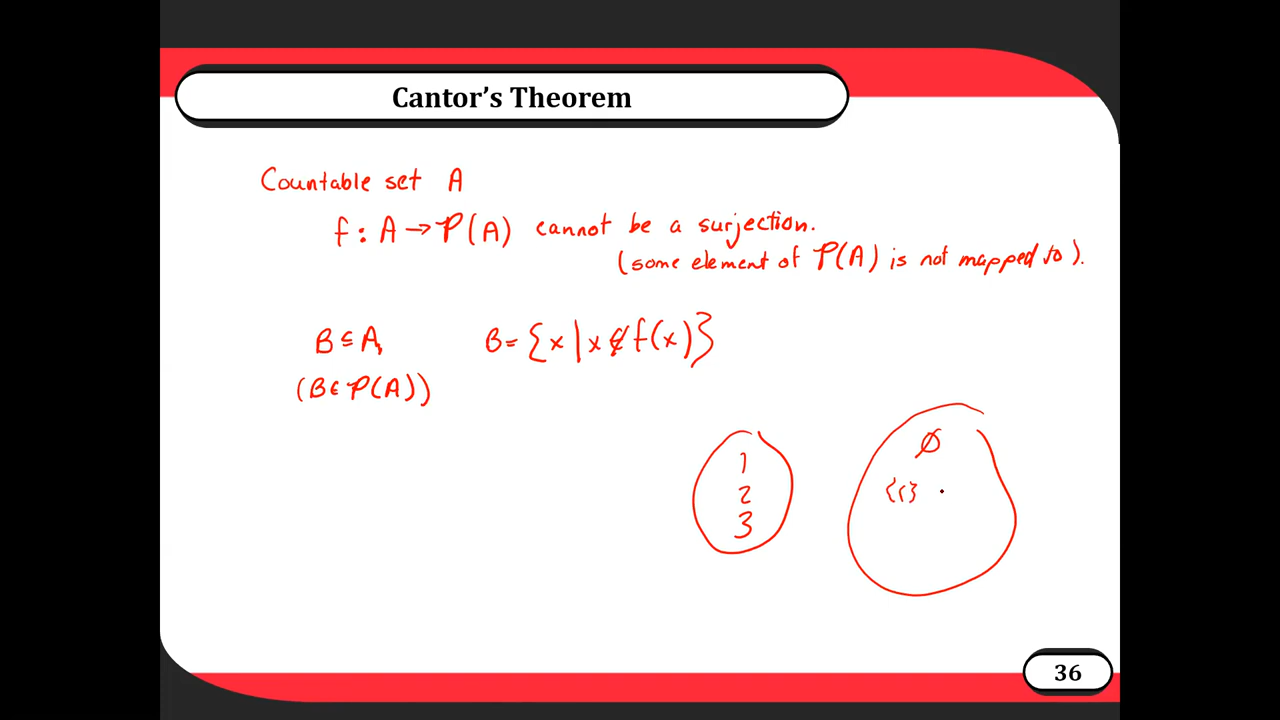 Cantor's Theorem
Countable set A
f : A → P(A) cannot be a surjection.
(some element of P(A) is not mapped to).
B ⊆ A, B = {x | x ∉ f(x)}
(B ∈ P(A))
1
2
3
∅
{1}
36